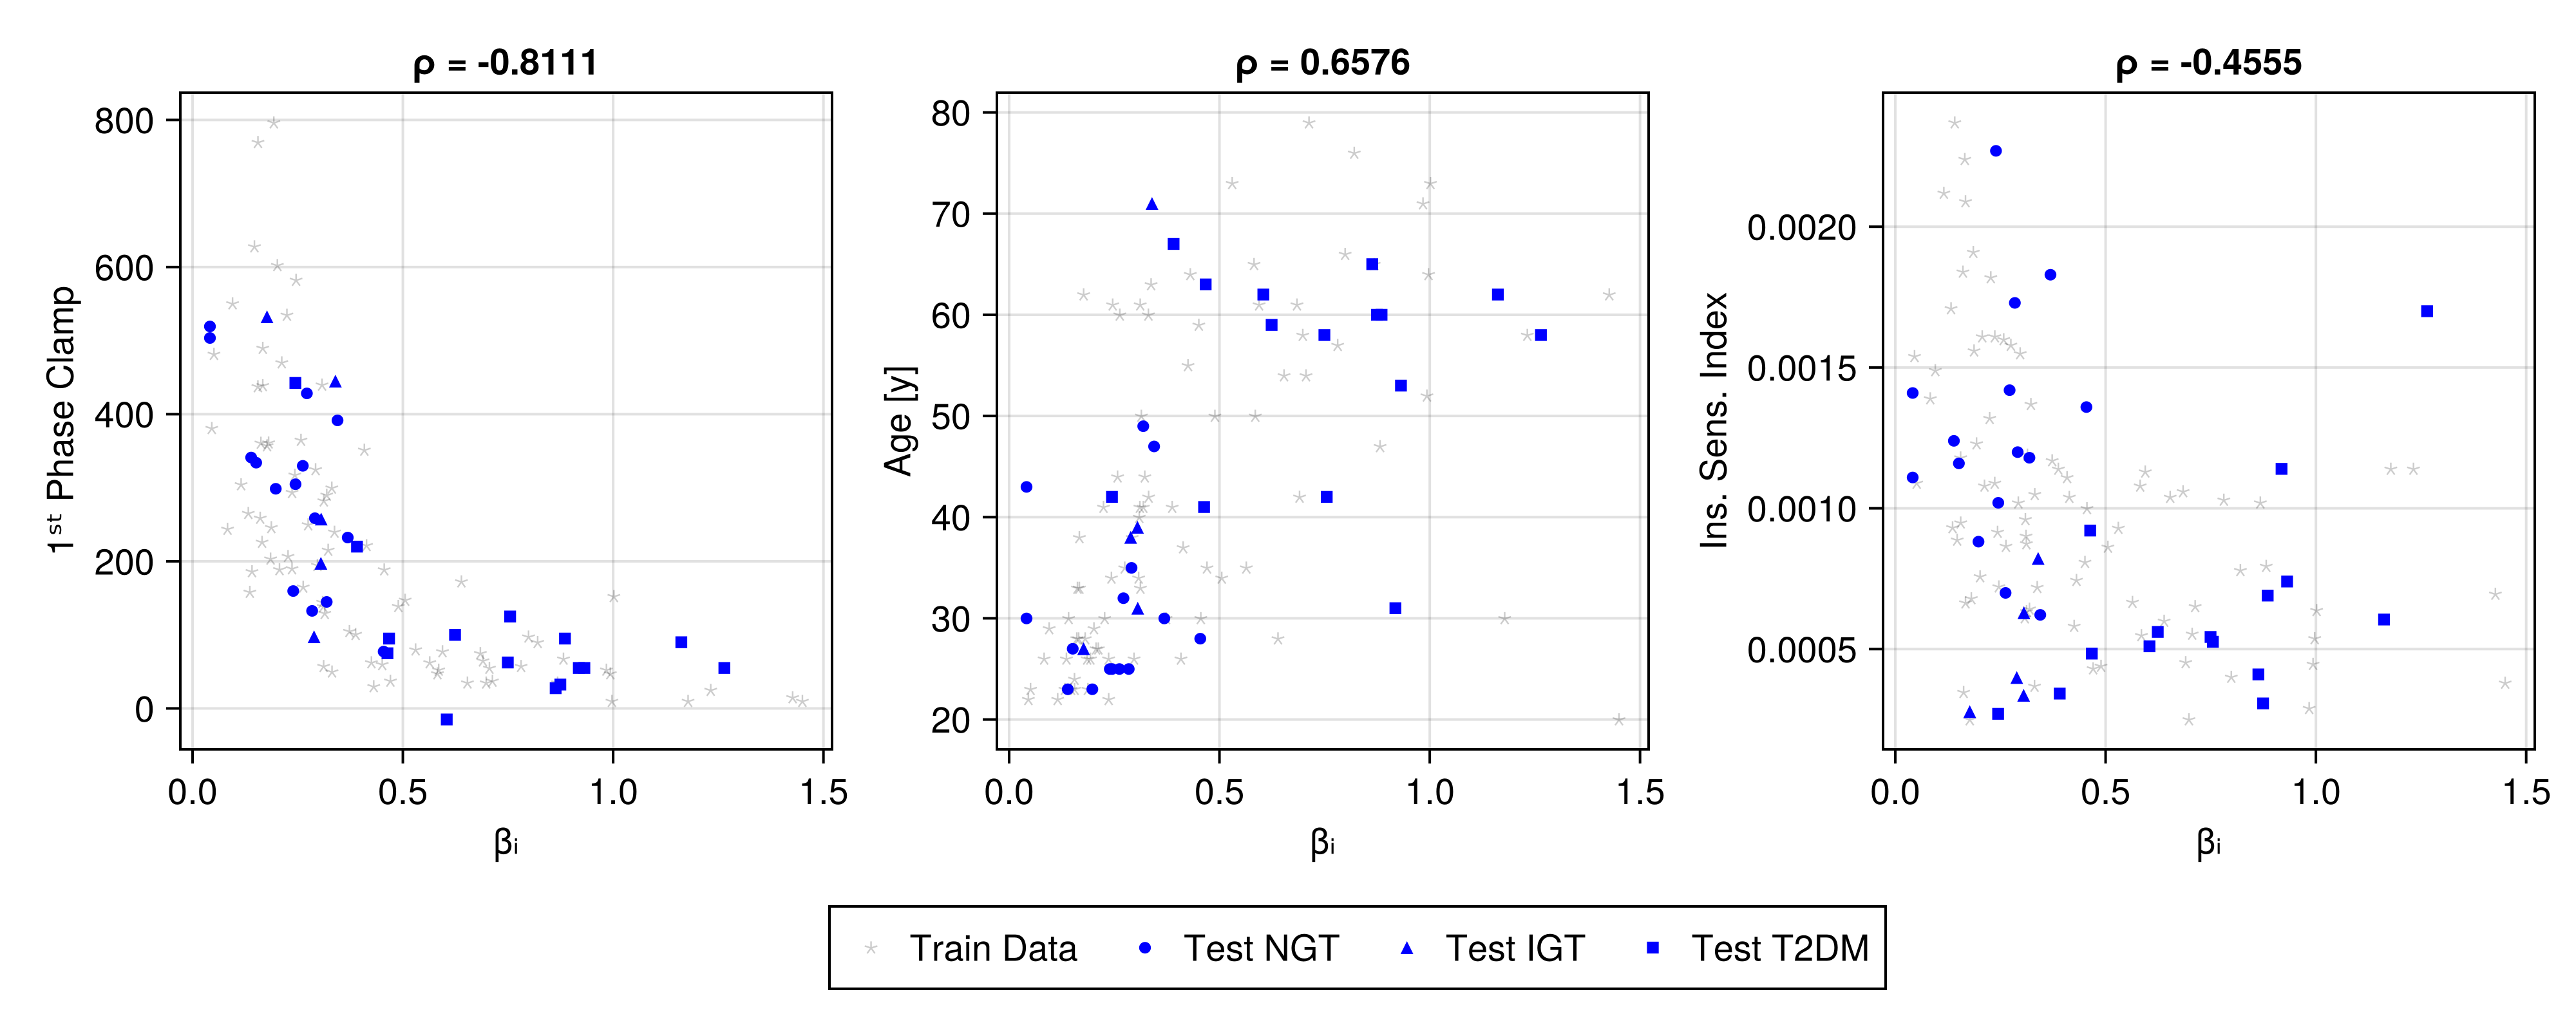 ρ = -0.8111
1ˢᵗ Phase Clamp
800
600
400
200
0
0.0 0.5 1.0 1.5
βᵢ
ρ = 0.6576
Age [y]
80
70
60
50
40
30
20
0.0 0.5 1.0 1.5
βᵢ
ρ = -0.4555
Ins. Sens. Index
0.0020
0.0015
0.0010
0.0005
0.0 0.5 1.0 1.5
βᵢ
Train Data Test NGT Test IGT Test T2DM